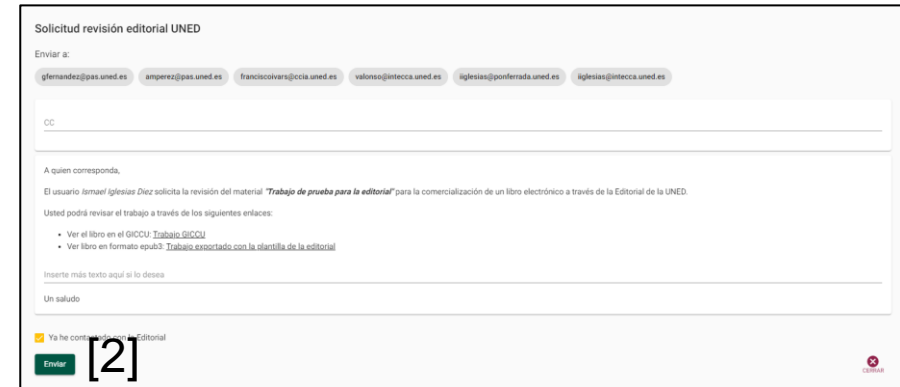 Solicitud revisión editorial UNED
Enviar a:
gfernandez@pas.uned.es amperez@pas.uned.es franciscoivars@ccia.uned.es valonso@intecca.uned.es iiglesias@ponferrada.uned.es iiglesias@intecca.uned.es
CC
A quien corresponda,
El usuario Ismael Iglesias Diez solicita la revisión del material "Trabajo de prueba para la editorial" para la comercialización de un libro electrónico a través de la Editorial de la UNED.
Usted podrá revisar el trabajo a través de los siguientes enlaces:
• Ver el libro en el GICCU: Trabajo GICCU
• Ver libro en formato epub3: Trabajo exportado con la plantilla de la editorial
Inserte más texto aquí si lo desea
Un saludo
Ya he contactado con la Editorial
Enviar [2]
CERRAR